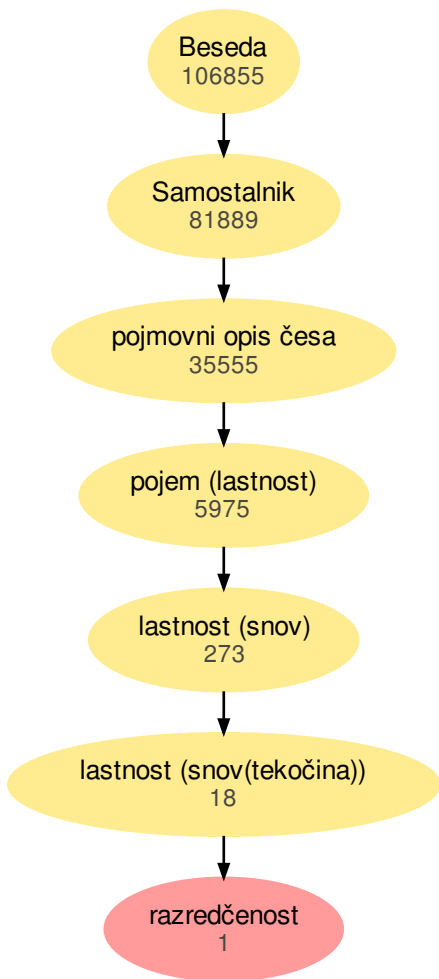 Beseda
106855
Samostalnik
81889
pojmovni opis česa
35555
pojem (lastnost)
5975
lastnost (snov)
273
lastnost (snov(tekočina))
18
razredčenost
1